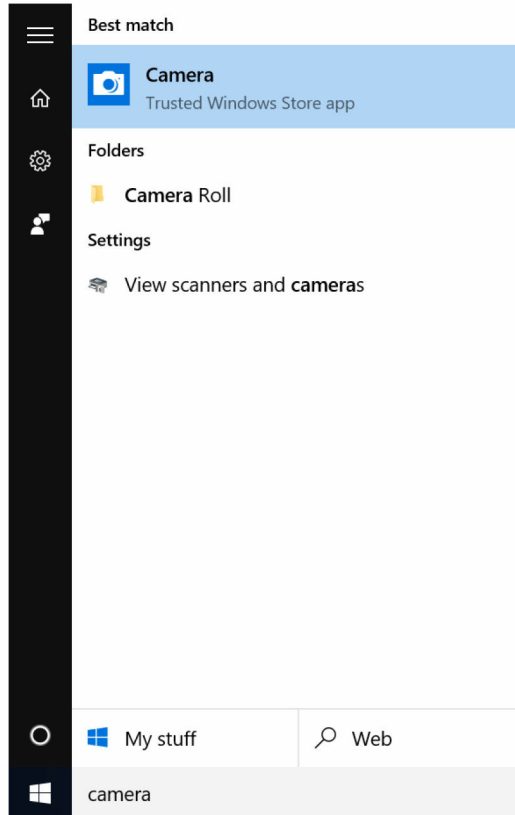 Best match
Camera
Trusted Windows Store app
Folders
Camera Roll
Settings
View scanners and cameras
My stuff
Web
camera